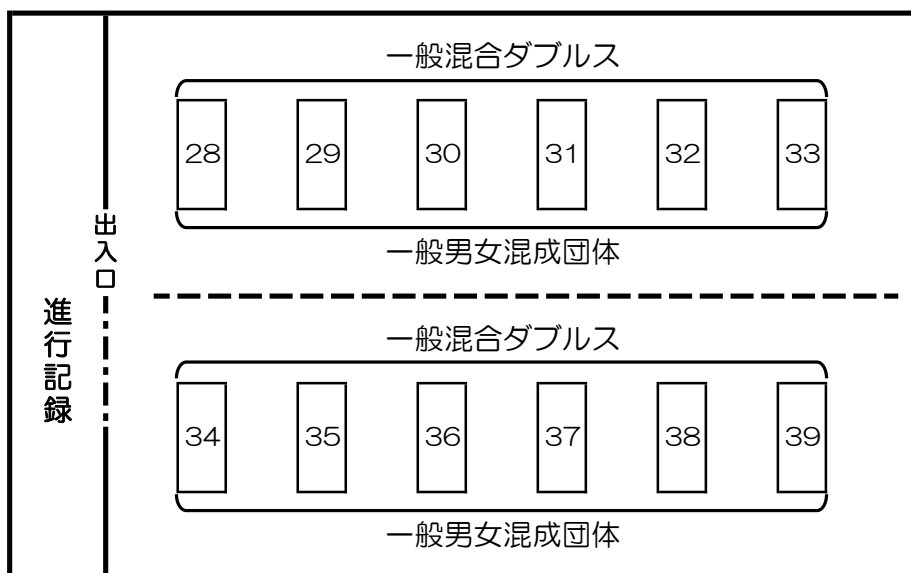 一般混合ダブルス
28 29 30 31 32 33
一般男女混成団体
出入口
進行記録
一般混合ダブルス
34 35 36 37 38 39
一般男女混成団体